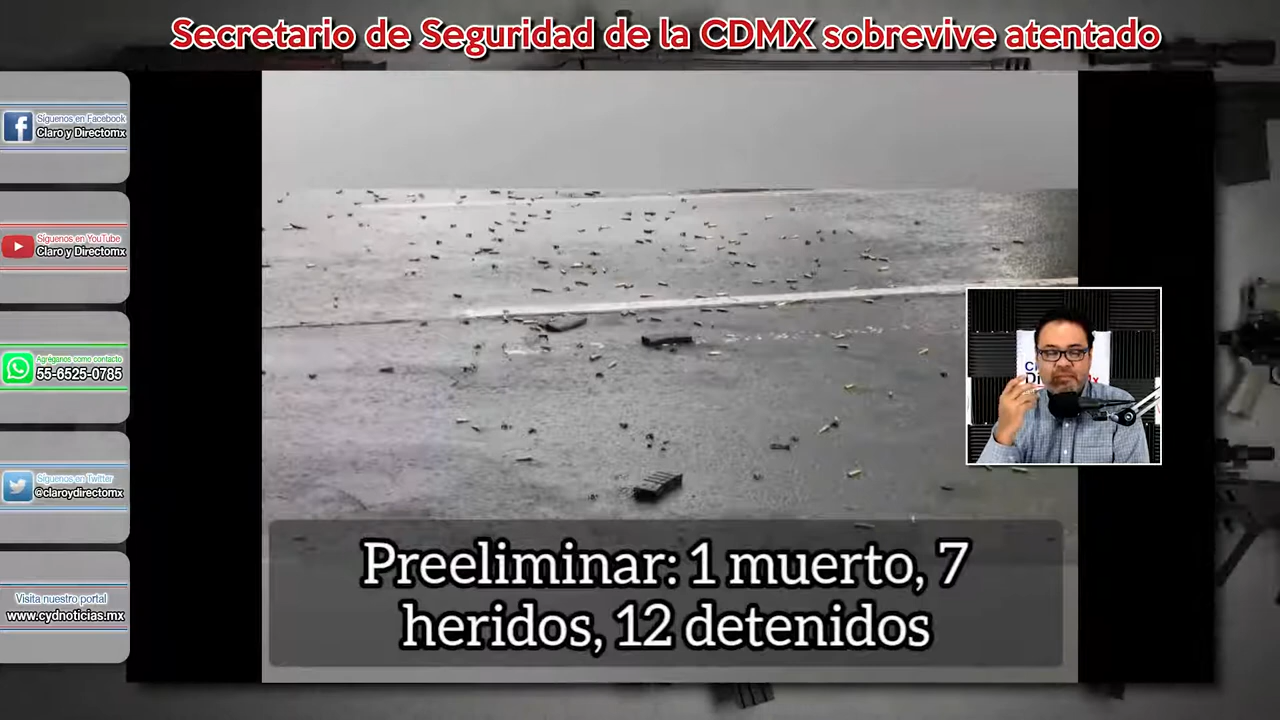 Secretario de Seguridad de la CDMX sobrevive atentado
Síguenos en Facebook
Claro y Directomx
Síguenos en YouTube
Claro y Directomx
Agréganos como contacto
55-6525-0785
Síguenos en Twitter
@claroydirectomx
Visita nuestro portal
www.cydnoticias.mx
Preeliminar: 1 muerto, 7
heridos, 12 detenidos